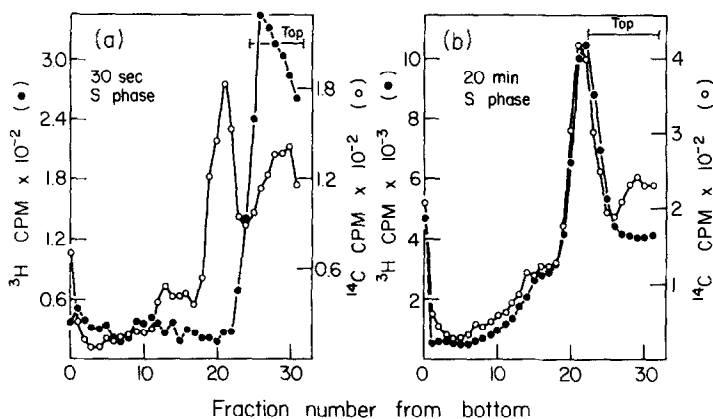 (a)
30 sec
S phase
Top
3.0
2.4
1.8
1.2
0.6
³H CPM x 10⁻² (●)
1.8
1.2
0.6
¹⁴C CPM x 10⁻² (○)
0 10 20 30
(b)
20 min
S phase
Top
10
8
6
4
2
³H CPM x 10⁻³ (●)
4
3
2
1
¹⁴C CPM x 10⁻² (○)
0 10 20 30
Fraction number from bottom